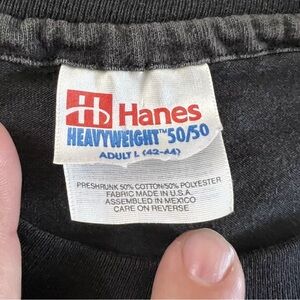 Hanes
HEAVYWEIGHT™ 50/50
ADULT L (42-44)
PRESHRUNK 50% COTTON/50% POLYESTER
FABRIC MADE IN U.S.A.
ASSEMBLED IN MEXICO
CARE ON REVERSE